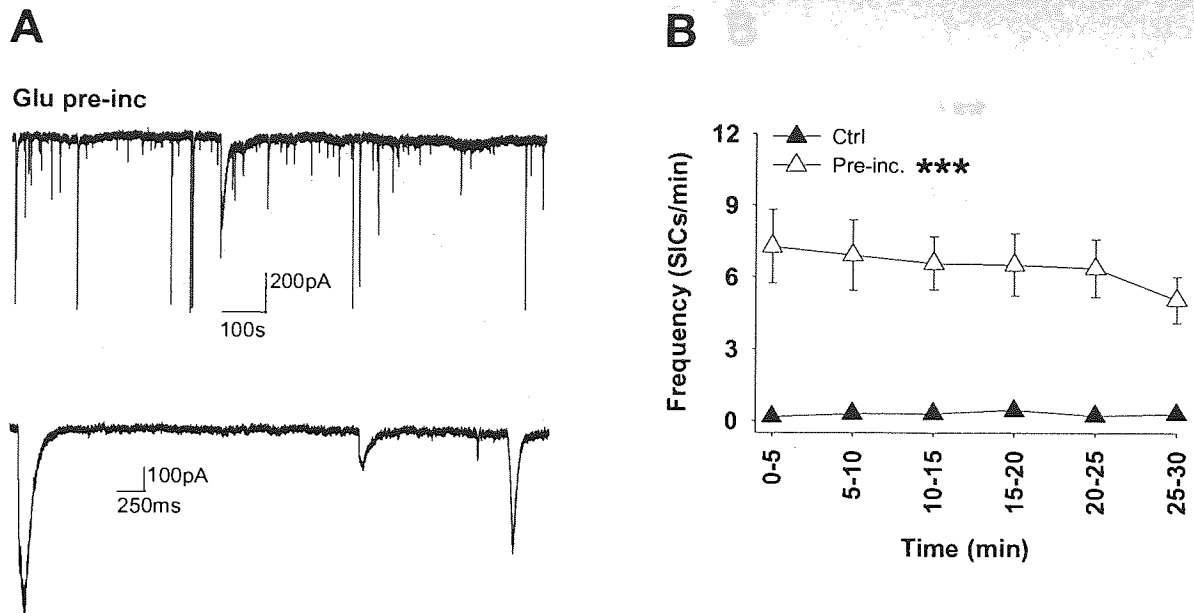 A
Glu pre-inc
200pA
100s
100pA
250ms
B
Frequency (SICs/min)
12
9
6
3
0
Ctrl
Pre-inc. ***
0-5
5-10
10-15
15-20
20-25
25-30
Time (min)